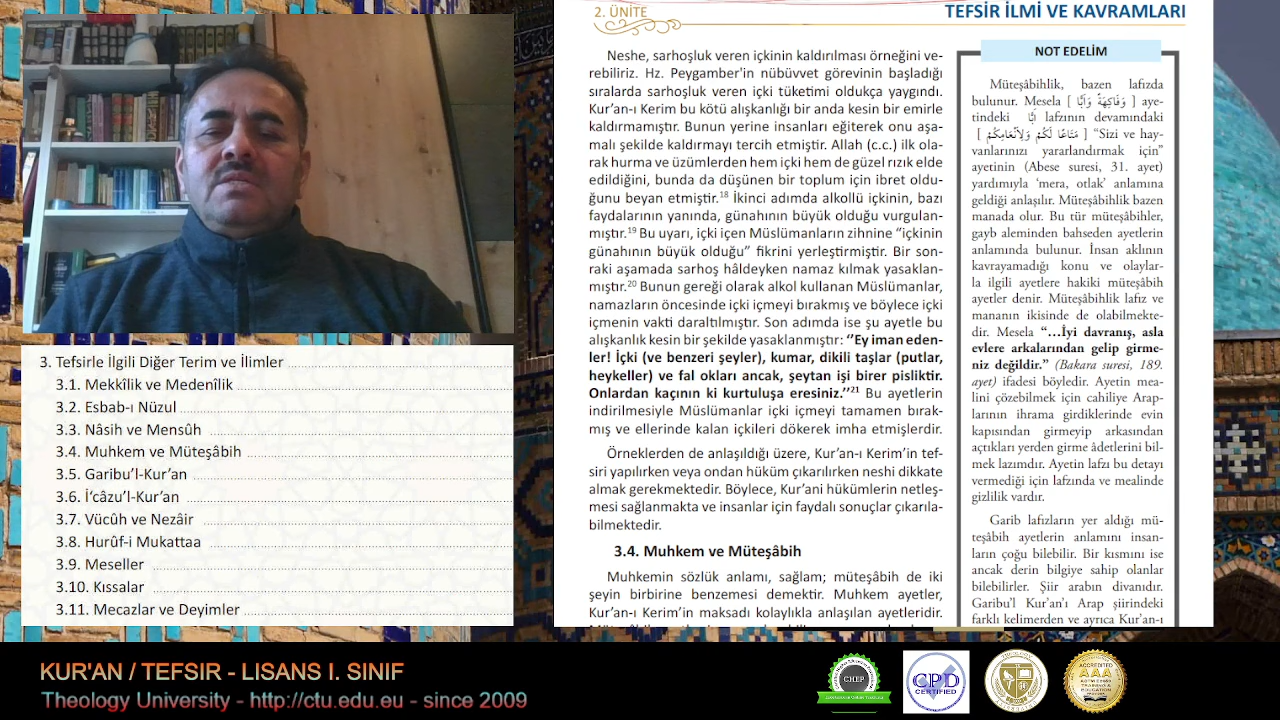 3. Tefsirle İlgili Diğer Terim ve İlimler
3.1. Mekkîlik ve Medenîlik
3.2. Esbab-ı Nüzul
3.3. Nâsih ve Mensûh
3.4. Muhkem ve Müteşâbih
3.5. Garibu’l-Kur’an
3.6. İ‘câzu’l-Kur’an
3.7. Vücûh ve Nezâir
3.8. Hurûf-i Mukattaa
3.9. Meseller
3.10. Kıssalar
3.11. Mecazlar ve Deyimler
2. ÜNİTE
TEFSİR İLMİ VE KAVRAMLARI
Neshe, sarhoşluk veren içkinin kaldırılması örneğini ve-
rebiliriz. Hz. Peygamber'in nübüvvet görevinin başladığı
sıralarda sarhoşluk veren içki tüketimi oldukça yaygındı.
Kur’an-ı Kerim bu kötü alışkanlığı bir anda kesin bir emirle
kaldırmamıştır. Bunun yerine insanları eğiterek onu aşa-
malı şekilde kaldırmayı tercih etmiştir. Allah (c.c.) ilk ola-
rak hurma ve üzümlerden hem içki hem de güzel rızık elde
edildiğini, bunda da düşünen bir toplum için ibret oldu-
ğunu beyan etmiştir.18 İkinci adımda alkollü içkinin, bazı
faydalarının yanında, günahının büyük olduğu vurgulan-
mıştır.19 Bu uyarı, içki içen Müslümanların zihnine “içkinin
günahının büyük olduğu” fikrini yerleştirmiştir. Bir son-
raki aşamada sarhoş hâldeyken namaz kılmak yasaklan-
mıştır.20 Bunun gereği olarak alkol kullanan Müslümanlar,
namazların öncesinde içki içmeyi bırakmış ve böylece içki
içmenin vakti daraltılmıştır. Son adımda ise şu ayetle bu
alışkanlık kesin bir şekilde yasaklanmıştır: ‘’Ey iman eden-
ler! İçki (ve benzeri şeyler), kumar, dikili taşlar (putlar,
heykeller) ve fal okları ancak, şeytan işi birer pisliktir.
Onlardan kaçının ki kurtuluşa eresiniz.’’21 Bu ayetlerin
indirilmesiyle Müslümanlar içki içmeyi tamamen bırak-
mış ve ellerinde kalan içkileri dökerek imha etmişlerdir.
Örneklerden de anlaşıldığı üzere, Kur’an-ı Kerim’in tef-
siri yapılırken veya ondan hüküm çıkarılırken neshi dikkate
almak gerekmektedir. Böylece, Kur’ani hükümlerin netleş-
mesi sağlanmakta ve insanlar için faydalı sonuçlar çıkarıla-
bilmektedir.
3.4. Muhkem ve Müteşâbih
Muhkemin sözlük anlamı, sağlam; müteşâbih de iki
şeyin birbirine benzemesi demektir. Muhkem ayetler,
Kur’an-ı Kerim’in maksadı kolaylıkla anlaşılan ayetleridir.
NOT EDELİM
Müteşâbihlik, bazen lafızda
bulunur. Mesela [ وَفَاكِهَةً وَأَبًّا ] aye-
tindeki أَبًّا lafzının devamındaki
[ مَتَاعًا لَكُمْ وَلِأَنْعَامِكُمْ ] “Sizi ve hay-
vanlarınızı yararlandırmak için”
ayetinin (Abese suresi, 31. ayet)
yardımıyla ‘mera, otlak’ anlamına
geldiği anlaşılır. Müteşâbihlik bazen
manada olur. Bu tür müteşâbihler,
gayb aleminden bahseden ayetlerin
anlamında bulunur. İnsan aklının
kavrayamadığı konu ve olaylar-
la ilgili ayetlere hakiki müteşâbih
ayetler denir. Müteşâbihlik lafız ve
mananın ikisinde de olabilmekte-
dir. Mesela “…İyi davranış, asla
evlere arkalarından gelip girme-
niz değildir.” (Bakara suresi, 189.
ayet) ifadesi böyledir. Ayetin mea-
lini çözebilmek için cahiliye Arap-
larının ihrama girdiklerinde evin
kapısından girmeyip arkasından
açtıkları yerden girme âdetlerini bil-
mek lazımdır. Ayetin lafzı bu detayı
vermediği için lafzında ve mealinde
gizlilik vardır.
Garib lafızların yer aldığı mü-
teşâbih ayetlerin anlamını insan-
ların çoğu bilebilir. Bir kısmını ise
ancak derin bilgiye sahip olanlar
bilebilirler. Şiir arabın divanıdır.
Garibu’l Kur’an’ı Arap şiirindeki
farklı kelimerden ve ayrıca Kur’an-ı
KUR'AN / TEFSIR - LISANS I. SINIF
Theology University - http://ctu.edu.eu - since 2009
CHEP
CPD
CERTIFIED
ACCREDITED
AAA